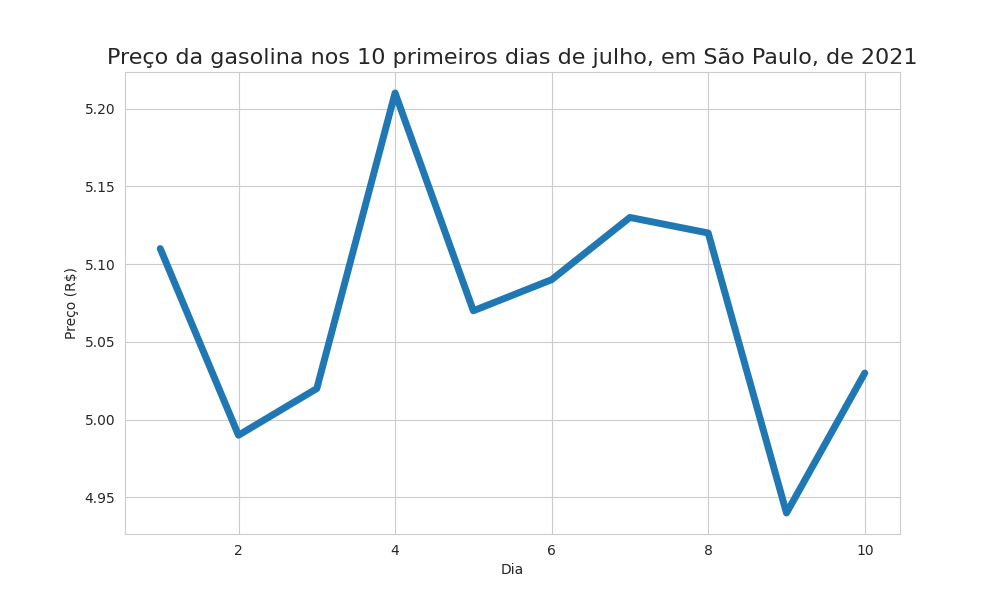 Preço da gasolina nos 10 primeiros dias de julho, em São Paulo, de 2021
5.20
5.15
5.10
5.05
5.00
4.95
Preço (R$)
2 4 6 8 10
Dia